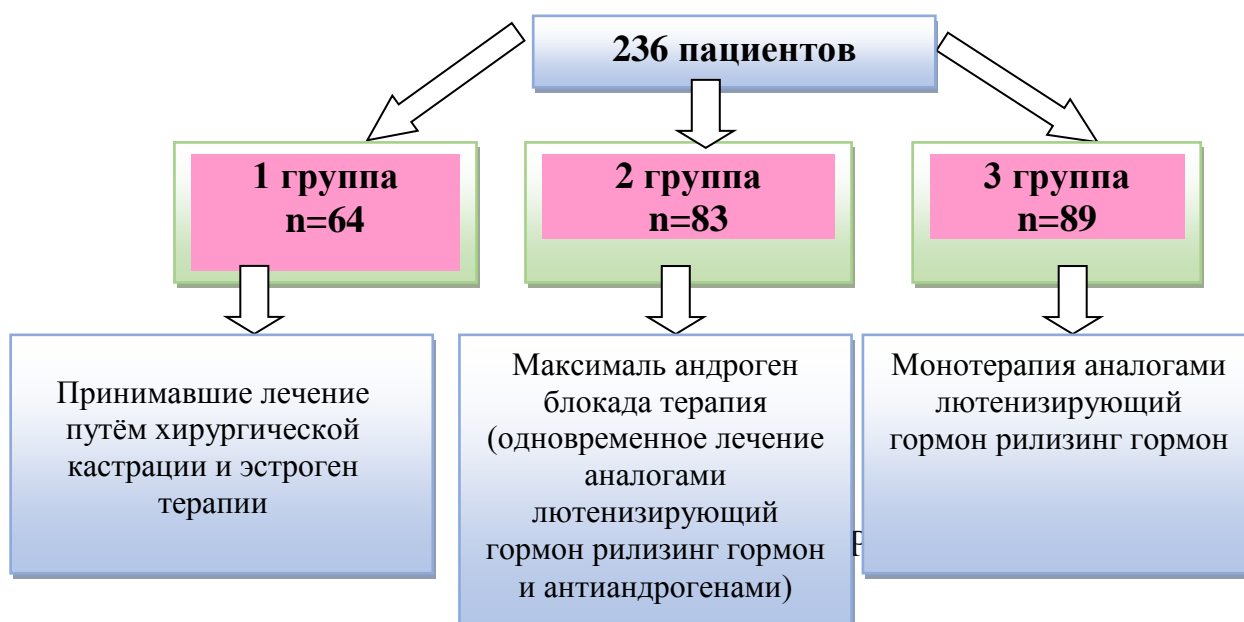 236 пациентов
1 группа
n=64
2 группа
n=83
3 группа
n=89
Принимавшие лечение
путём хирургической
кастрации и эстроген
терапии
Максималь андроген
блокада терапия
(одновременное лечение
аналогами
лютенизирующий
гормон рилизинг гормон
и антиандрогенами)
Монотерапия аналогами
лютенизирующий
гормон рилизинг гормон